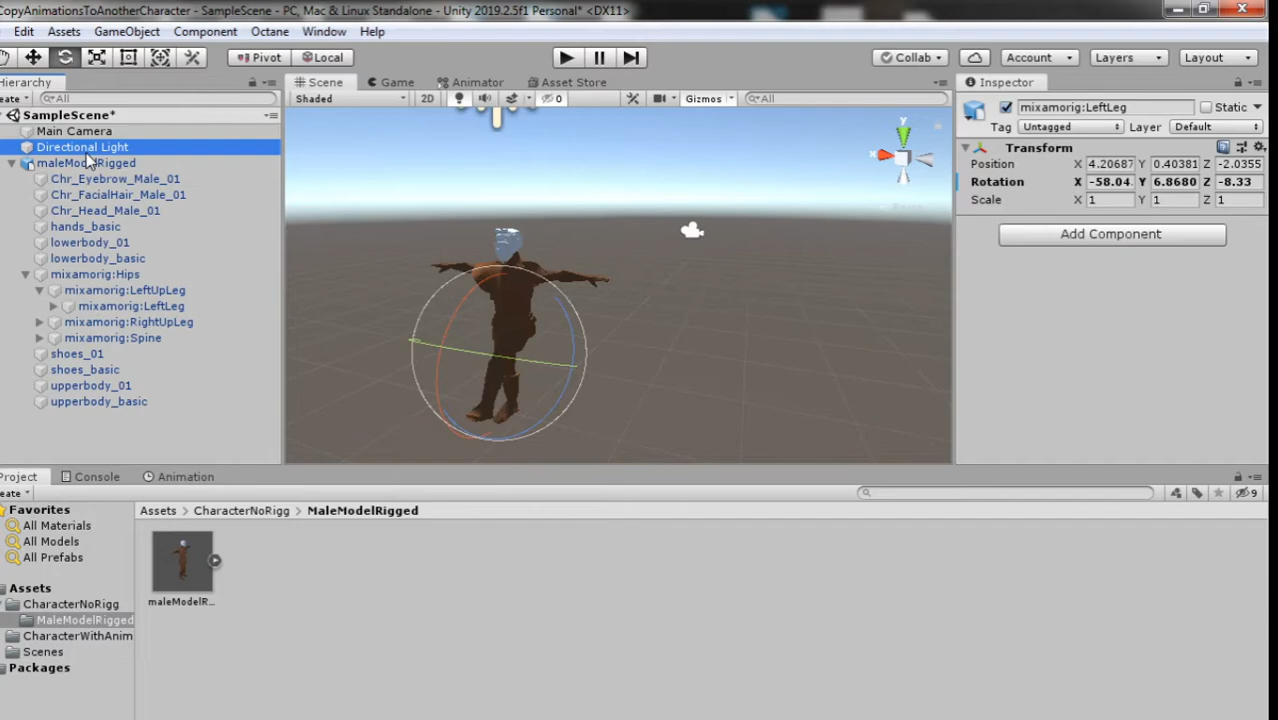 CopyAnimationsToAnotherCharacter - SampleScene - PC, Mac & Linux Standalone - Unity 2019.2.5f1 Personal* <DX11>
Edit Assets GameObject Component Octane Window Help
Pivot Local Collab Account Layers Layout
Hierarchy
eate All
SampleScene*
Main Camera
Directional Light
maleModelRigged
Chr_Eyebrow_Male_01
Chr_FacialHair_Male_01
Chr_Head_Male_01
hands_basic
lowerbody_01
lowerbody_basic
mixamorig:Hips
mixamorig:LeftUpLeg
mixamorig:LeftLeg
mixamorig:RightUpLeg
mixamorig:Spine
shoes_01
shoes_basic
upperbody_01
upperbody_basic
Scene Game Animator Asset Store
Shaded 2D 0 Gizmos All
y
x
Inspector
mixamorig:LeftLeg Static
Tag Untagged Layer Default
Transform
Position X 4.20687 Y 0.40381 Z -2.0355
Rotation X -58.04. Y 6.8680 Z -8.33
Scale X 1 Y 1 Z 1
Add Component
Project Console Animation
eate 9
Favorites
All Materials
All Models
All Prefabs
Assets
CharacterNoRigg
MaleModelRigged
CharacterWithAnim
Scenes
Packages
Assets CharacterNoRigg MaleModelRigged
maleModelR...